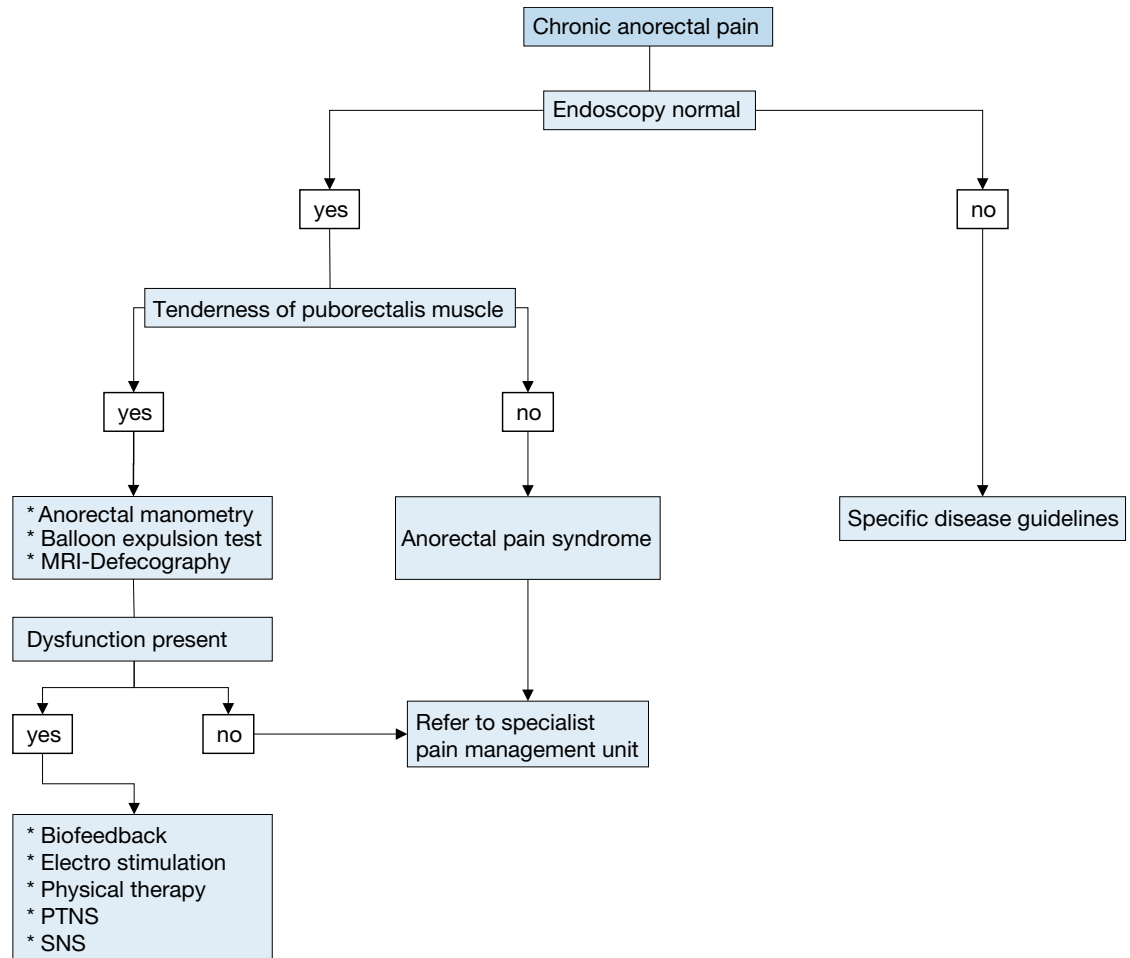 Chronic anorectal pain
Endoscopy normal
yes
no
Tenderness of puborectalis muscle
yes
no
* Anorectal manometry
* Balloon expulsion test
* MRI-Defecography
Anorectal pain syndrome
Specific disease guidelines
Dysfunction present
yes
no
Refer to specialist
pain management unit
* Biofeedback
* Electro stimulation
* Physical therapy
* PTNS
* SNS